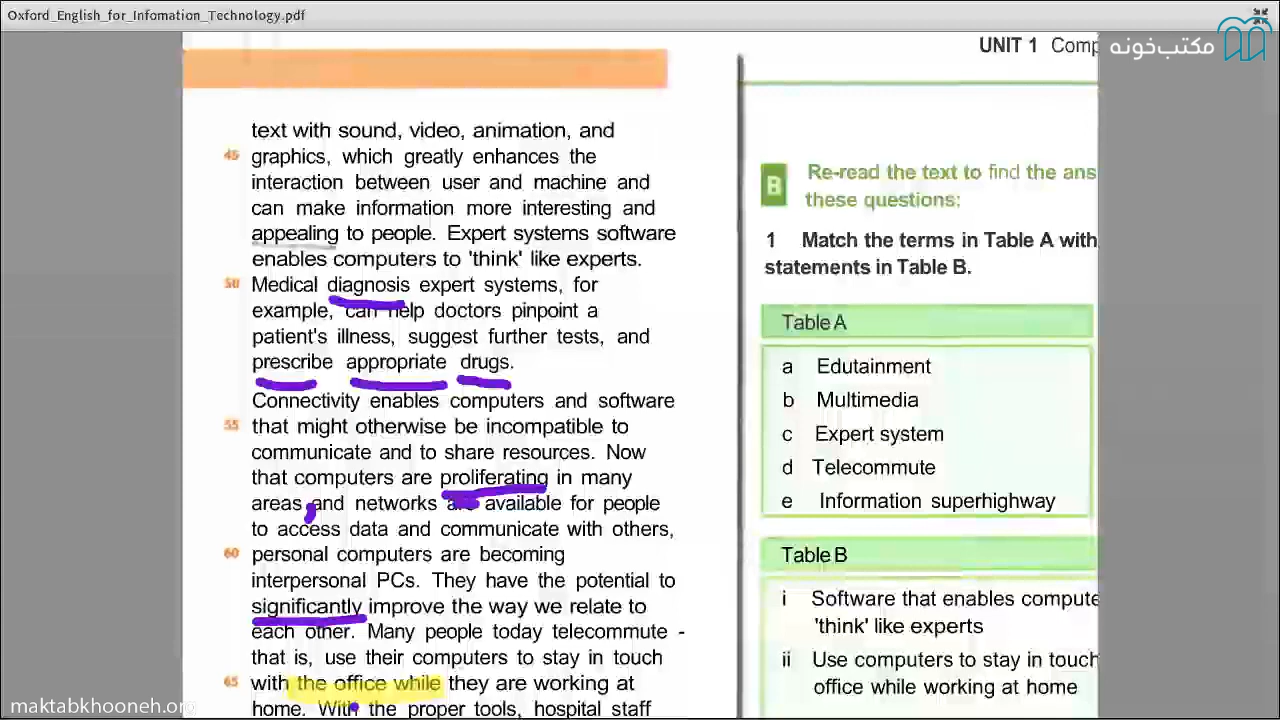 Oxford_English_for_Infomation_Technology.pdf
مکتب‌خونه
UNIT 1 Comp
text with sound, video, animation, and
45 graphics, which greatly enhances the
interaction between user and machine and
can make information more interesting and
appealing to people. Expert systems software
enables computers to 'think' like experts.
50 Medical diagnosis expert systems, for
example, can help doctors pinpoint a
patient's illness, suggest further tests, and
prescribe appropriate drugs.
Connectivity enables computers and software
55 that might otherwise be incompatible to
communicate and to share resources. Now
that computers are proliferating in many
areas and networks are available for people
to access data and communicate with others,
60 personal computers are becoming
interpersonal PCs. They have the potential to
significantly improve the way we relate to
each other. Many people today telecommute -
that is, use their computers to stay in touch
65 with the office while they are working at
home. With the proper tools, hospital staff
B Re-read the text to find the ans
these questions:
1 Match the terms in Table A with
statements in Table B.
Table A
a Edutainment
b Multimedia
c Expert system
d Telecommute
e Information superhighway
Table B
i Software that enables compute
'think' like experts
ii Use computers to stay in touch
office while working at home
maktabkhooneh.org